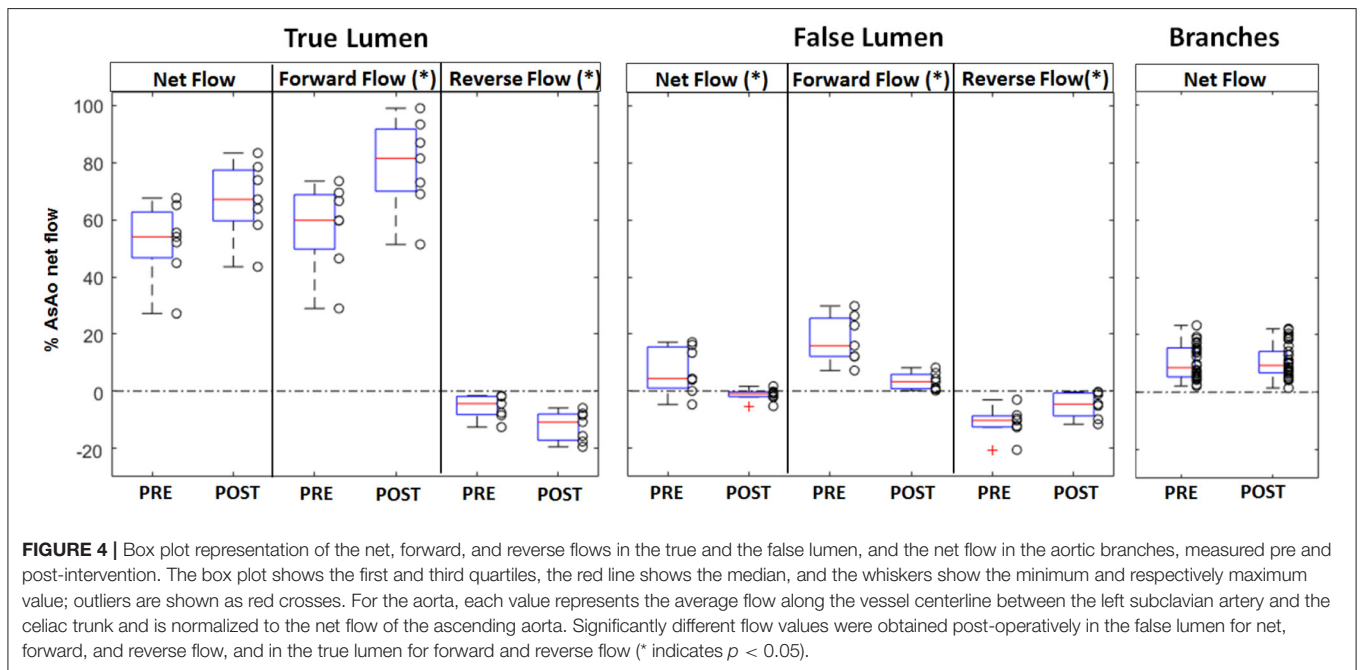 True Lumen False Lumen Branches
Net Flow Forward Flow (*) Reverse Flow (*) Net Flow (*) Forward Flow (*) Reverse Flow(*) Net Flow
% AsAo net flow
100
80
60
40
20
0
-20
PRE POST PRE POST PRE POST PRE POST PRE POST PRE POST PRE POST
FIGURE 4 | Box plot representation of the net, forward, and reverse flows in the true and the false lumen, and the net flow in the aortic branches, measured pre and
post-intervention. The box plot shows the first and third quartiles, the red line shows the median, and the whiskers show the minimum and respectively maximum
value; outliers are shown as red crosses. For the aorta, each value represents the average flow along the vessel centerline between the left subclavian artery and the
celiac trunk and is normalized to the net flow of the ascending aorta. Significantly different flow values were obtained post-operatively in the false lumen for net,
forward, and reverse flow, and in the true lumen for forward and reverse flow (* indicates p < 0.05).